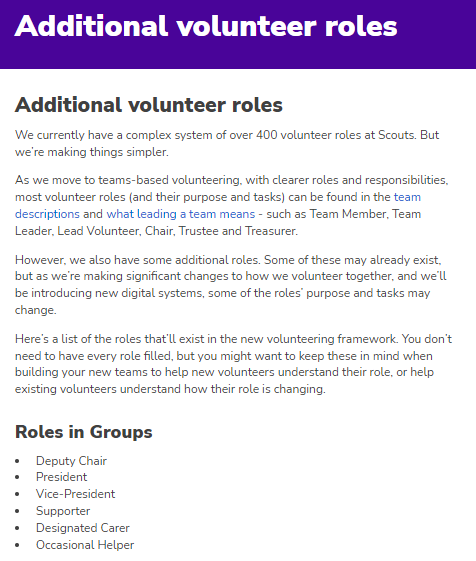 Additional volunteer roles
Additional volunteer roles
We currently have a complex system of over 400 volunteer roles at Scouts. But
we're making things simpler.
As we move to teams-based volunteering, with clearer roles and responsibilities,
most volunteer roles (and their purpose and tasks) can be found in the team
descriptions and what leading a team means - such as Team Member, Team
Leader, Lead Volunteer, Chair, Trustee and Treasurer.
However, we also have some additional roles. Some of these may already exist,
but as we're making significant changes to how we volunteer together, and we'll
be introducing new digital systems, some of the roles' purpose and tasks may
change.
Here's a list of the roles that'll exist in the new volunteering framework. You don't
need to have every role filled, but you might want to keep these in mind when
building your new teams to help new volunteers understand their role, or help
existing volunteers understand how their role is changing.
Roles in Groups
• Deputy Chair
• President
• Vice-President
• Supporter
• Designated Carer
• Occasional Helper